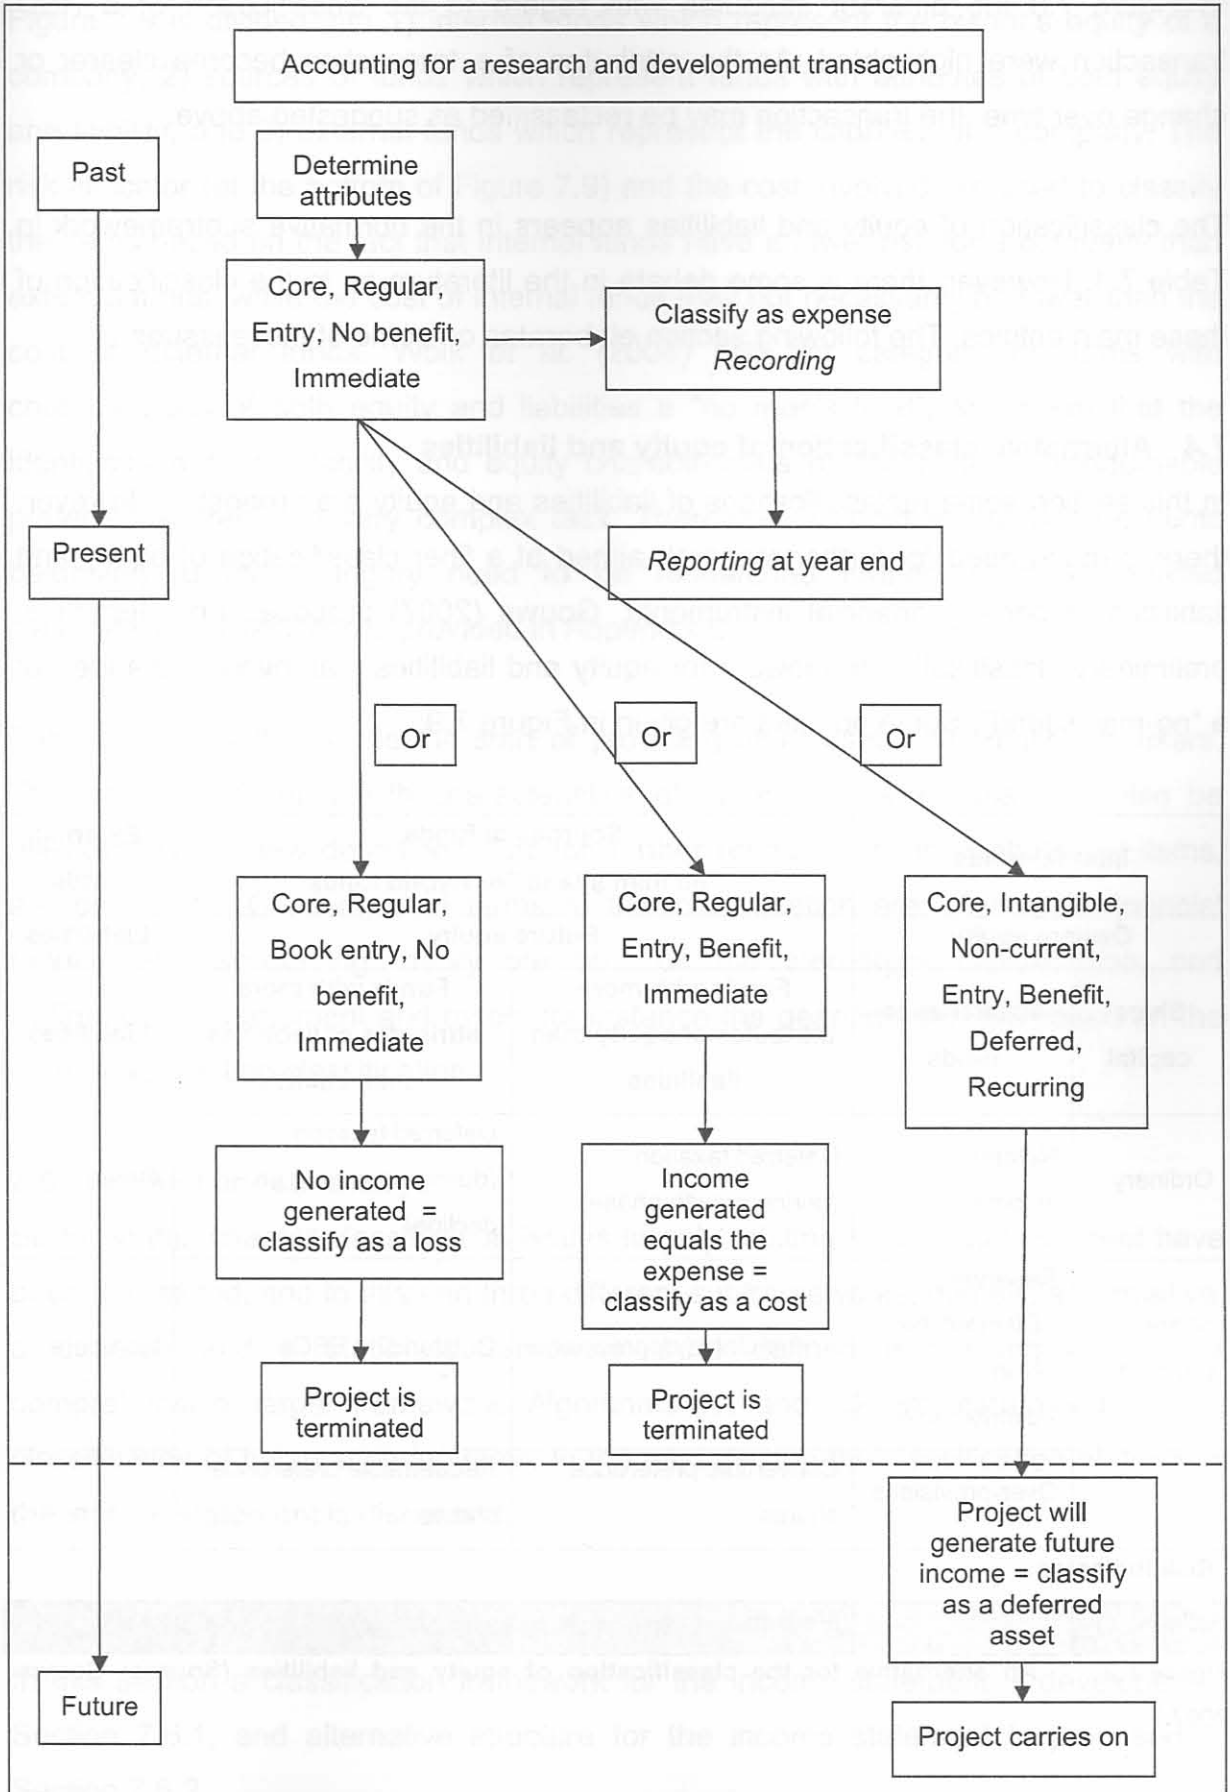 Accounting for a research and development transaction
Past
Determine
attributes
Core, Regular,
Entry, No benefit,
Immediate
Classify as expense
Recording
Present
Reporting at year end
Or
Or
Or
Core, Regular,
Book entry, No
benefit,
Immediate
Core, Regular,
Entry, Benefit,
Immediate
Core, Intangible,
Non-current,
Entry, Benefit,
Deferred,
Recurring
No income
generated =
classify as a loss
Income
generated
equals the
expense =
classify as a cost
Project is
terminated
Project is
terminated
Project will
generate future
income = classify
as a deferred
asset
Future
Project carries on